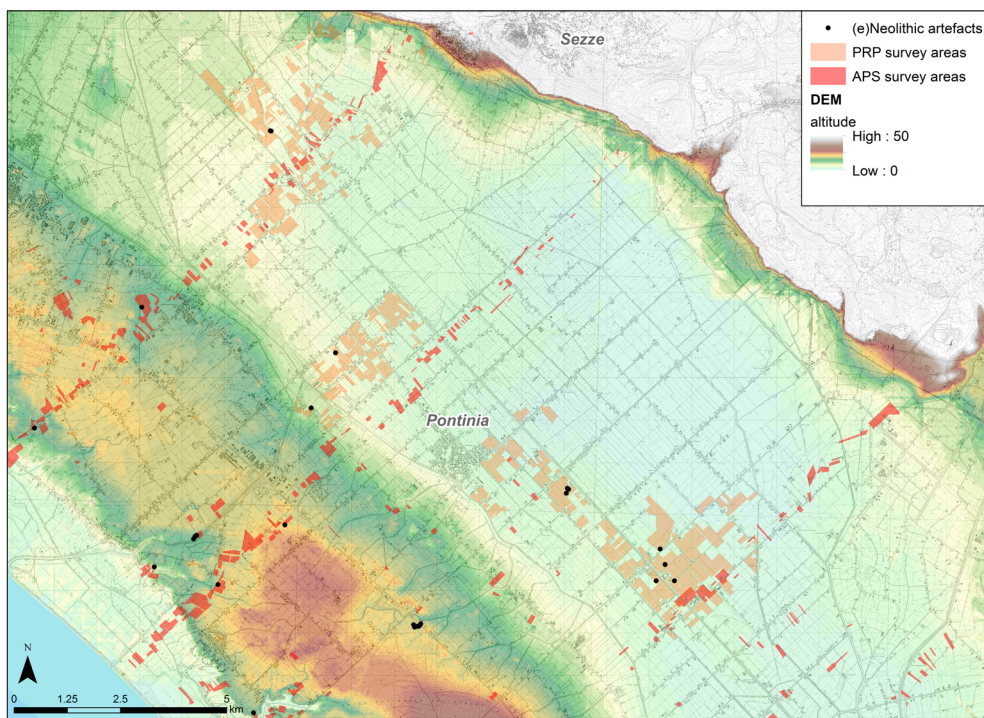 Sezze
(e)Neolithic artefacts
PRP survey areas
APS survey areas
DEM
altitude
High : 50
Low : 0
Pontinia
N
0 1.25 2.5 5
km